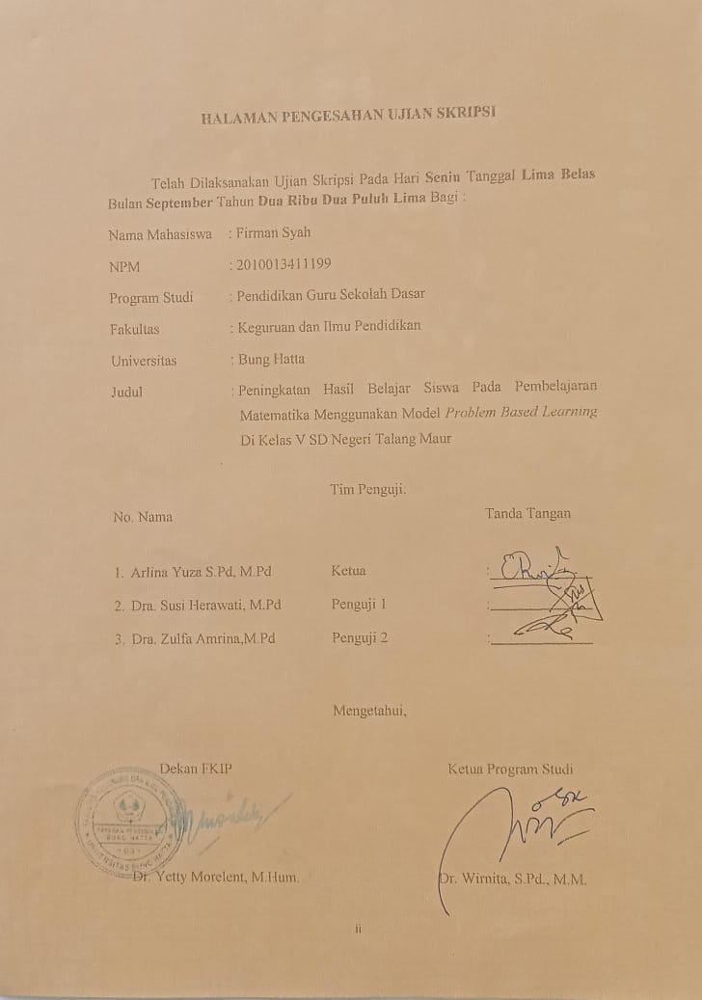 HALAMAN PENGESAHAN UJIAN SKRIPSI
Telah Dilaksanakan Ujian Skripsi Pada Hari Senin Tanggal Lima Belas
Bulan September Tahun Dua Ribu Dua Puluh Lima Bagi :
Nama Mahasiswa : Firman Syah
NPM : 2010013411199
Program Studi : Pendidikan Guru Sekolah Dasar
Fakultas : Keguruan dan Ilmu Pendidikan
Universitas : Bung Hatta
Judul : Peningkatan Hasil Belajar Siswa Pada Pembelajaran
Matematika Menggunakan Model Problem Based Learning
Di Kelas V SD Negeri Talang Maur
Tim Penguji.
No. Nama Tanda Tangan
1. Arlina Yuza S.Pd, M.Pd Ketua :
2. Dra. Susi Herawati, M.Pd Penguji 1 :
3. Dra. Zulfa Amrina,M.Pd Penguji 2 :
Mengetahui,
Dekan FKIP Ketua Program Studi
BUNG HATTA
UNIVERSITAS BUNG HATTA
Dr. Yetty Morelent, M.Hum. Dr. Wirnita, S.Pd., M.M.
ii